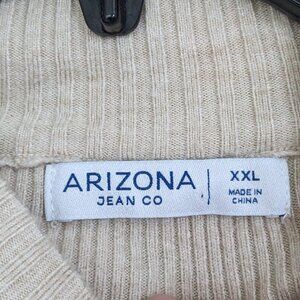 ARIZONA
JEAN CO
XXL
MADE IN
CHINA